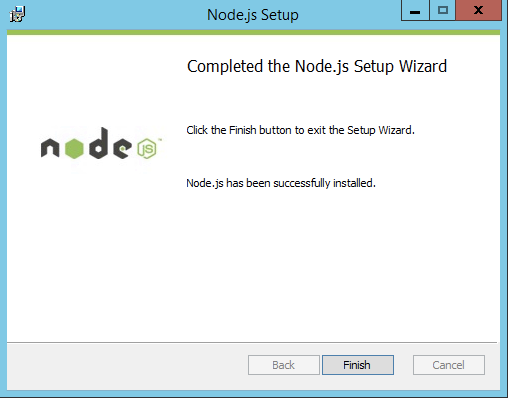 Node.js Setup
Completed the Node.js Setup Wizard
Click the Finish button to exit the Setup Wizard.
node JS™
Node.js has been successfully installed.
Back Finish Cancel